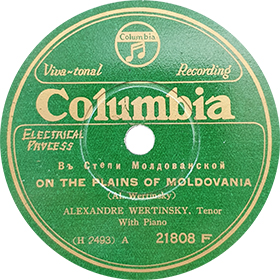 Columbia
Viva-tonal Recording
Columbia
ELECTRICAL
PROCESS
Въ Степи Молдованской
ON THE PLAINS OF MOLDOVANIA
(Al. Wertinsky)
ALEXANDRE WERTINSKY, Tenor
With Piano
(H 2493) A 21808 F